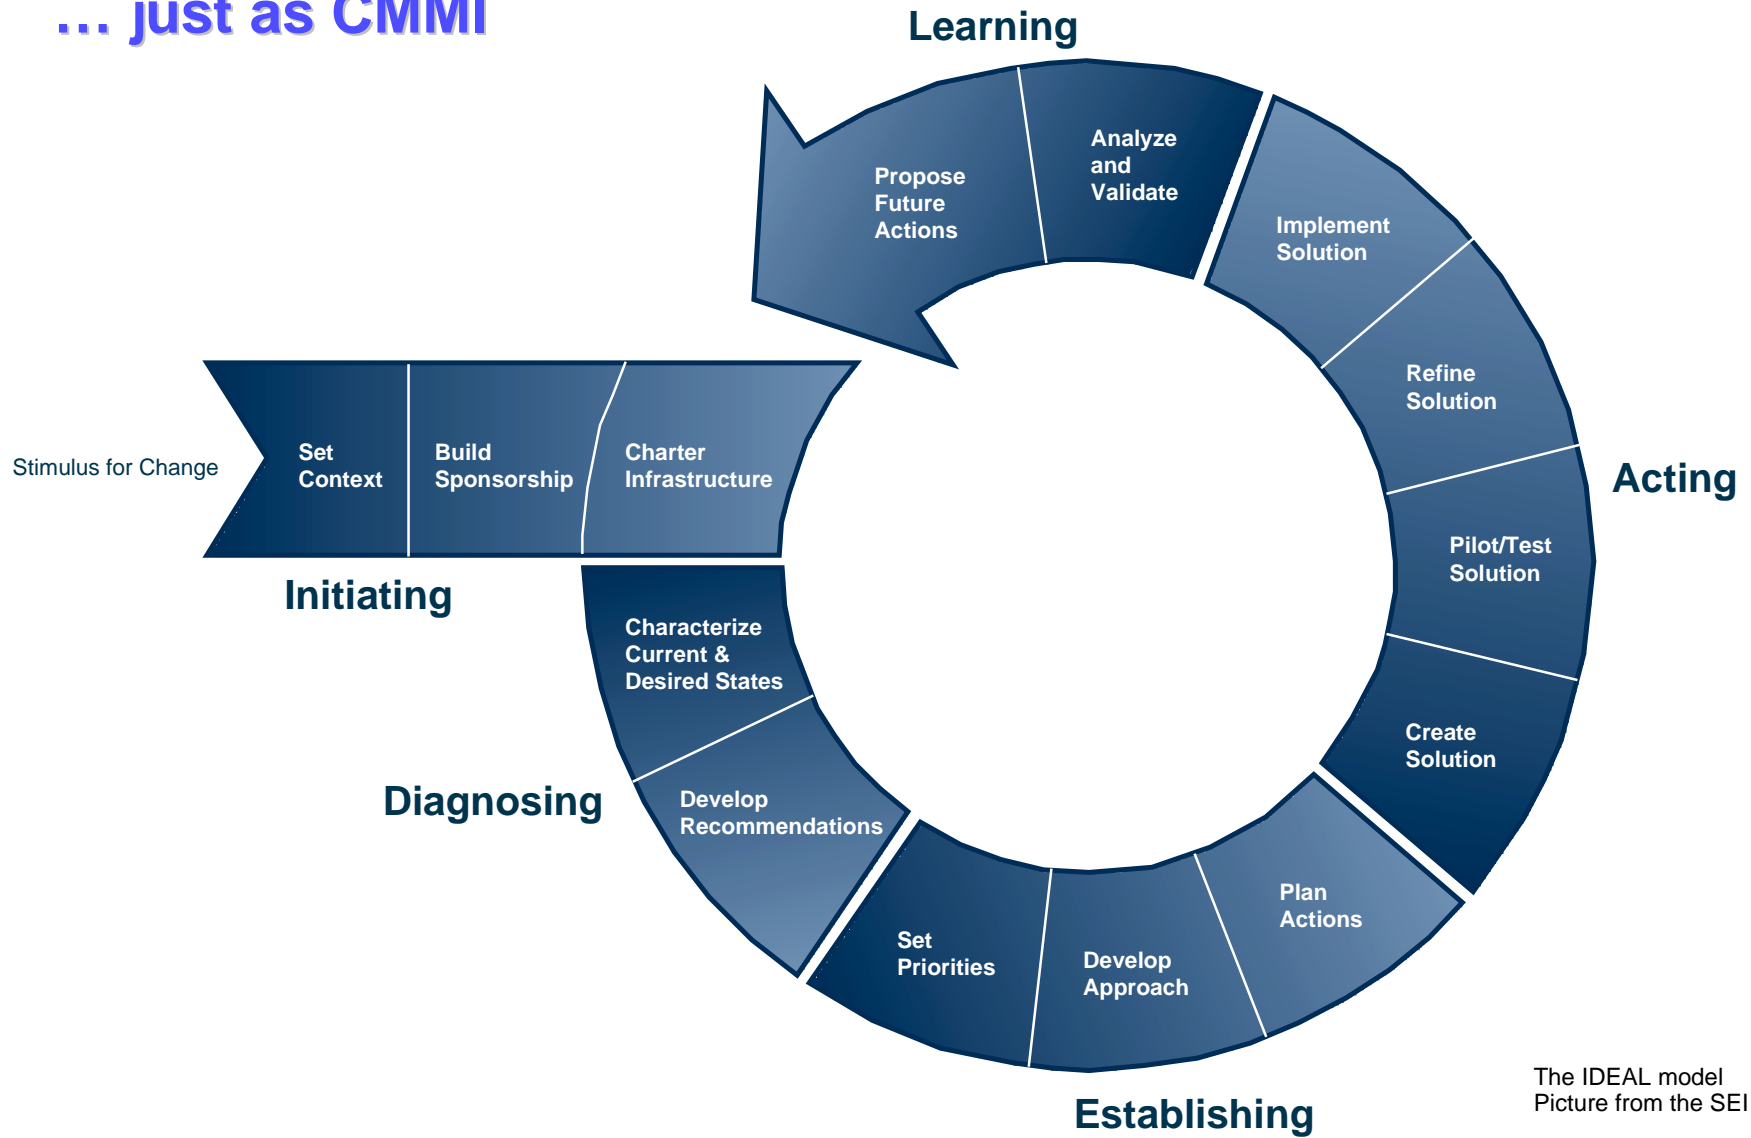 … just as CMMI
Learning
Analyze
and
Validate
Propose
Future
Actions
Implement
Solution
Refine
Solution
Acting
Pilot/Test
Solution
Create
Solution
Stimulus for Change
Set
Context
Build
Sponsorship
Charter
Infrastructure
Initiating
Characterize
Current &
Desired States
Diagnosing
Develop
Recommendations
Set
Priorities
Develop
Approach
Plan
Actions
Establishing
The IDEAL model
Picture from the SEI